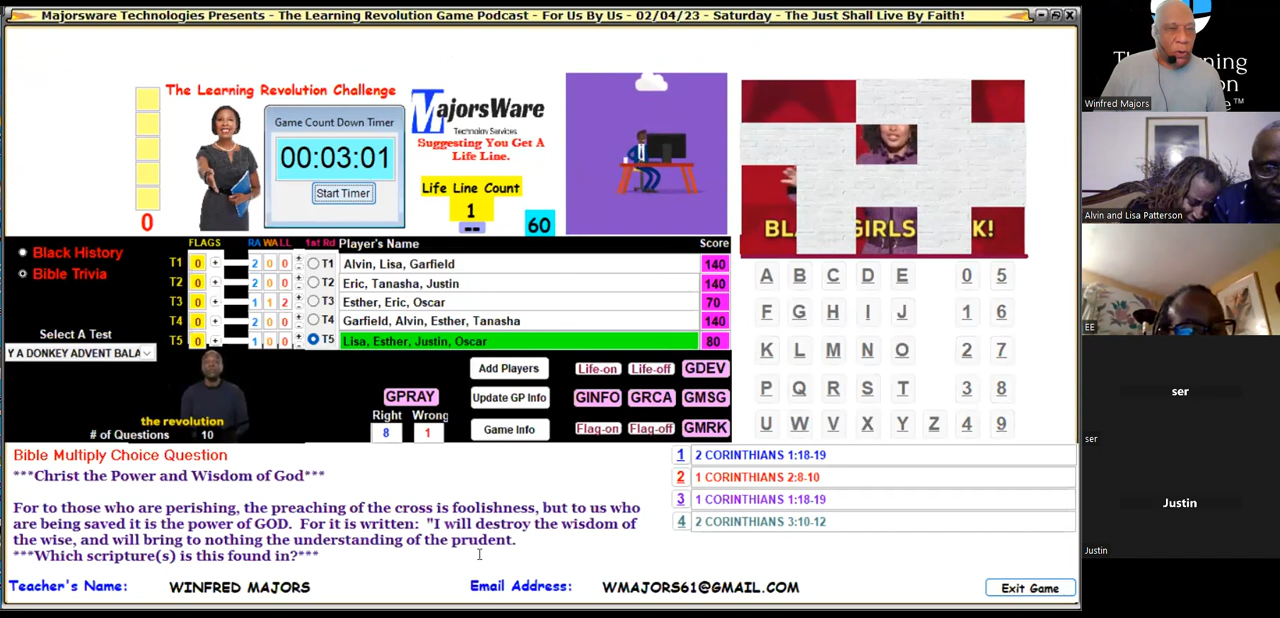 Majorsware Technologies Presents - The Learning Revolution Game Podcast - For Us By Us - 02/04/23 - Saturday - The Just Shall Live By Faith!
The Learning Revolution Challenge
Game Count Down Timer
00:03:01
Start Timer
0
MajorsWare
Technology Services
Suggesting You Get A
Life Line.
Life Line Count
1
--
60
BL GIRLS K!
Winfred Majors
Alvin and Lisa Patterson
EE
ser
ser
Justin
Justin
Black History
Bible Trivia
Select A Test
Y A DONKEY ADVENT BALA
FLAGS RA WA LL 1st Rd Player's Name Score
T1 0 + 2 0 0 T1 Alvin, Lisa, Garfield 140
T2 0 + 2 0 0 T2 Eric, Tanasha, Justin 140
T3 0 + 1 1 2 T3 Esther, Eric, Oscar 70
T4 0 + 2 0 0 T4 Garfield, Alvin, Esther, Tanasha 140
T5 0 + 1 0 0 T5 Lisa, Esther, Justin, Oscar 80
the revolution
# of Questions 10
GPRAY
Right Wrong
8 1
Add Players Life-on Life-off GDEV
Update GP Info GINFO GRCA GMSG
Game Info Flag-on Flag-off GMRK
A B C D E 0 5
F G H I J 1 6
K L M N O 2 7
P Q R S T 3 8
U V W X Y Z 4 9
Bible Multiply Choice Question
***Christ the Power and Wisdom of God***
For to those who are perishing, the preaching of the cross is foolishness, but to us who
are being saved it is the power of GOD. For it is written: "I will destroy the wisdom of
the wise, and will bring to nothing the understanding of the prudent.
***Which scripture(s) is this found in?***
1 2 CORINTHIANS 1:18-19
2 1 CORINTHIANS 2:8-10
3 1 CORINTHIANS 1:18-19
4 2 CORINTHIANS 3:10-12
Teacher's Name: WINFRED MAJORS Email Address: WMAJORS61@GMAIL.COM
Exit Game